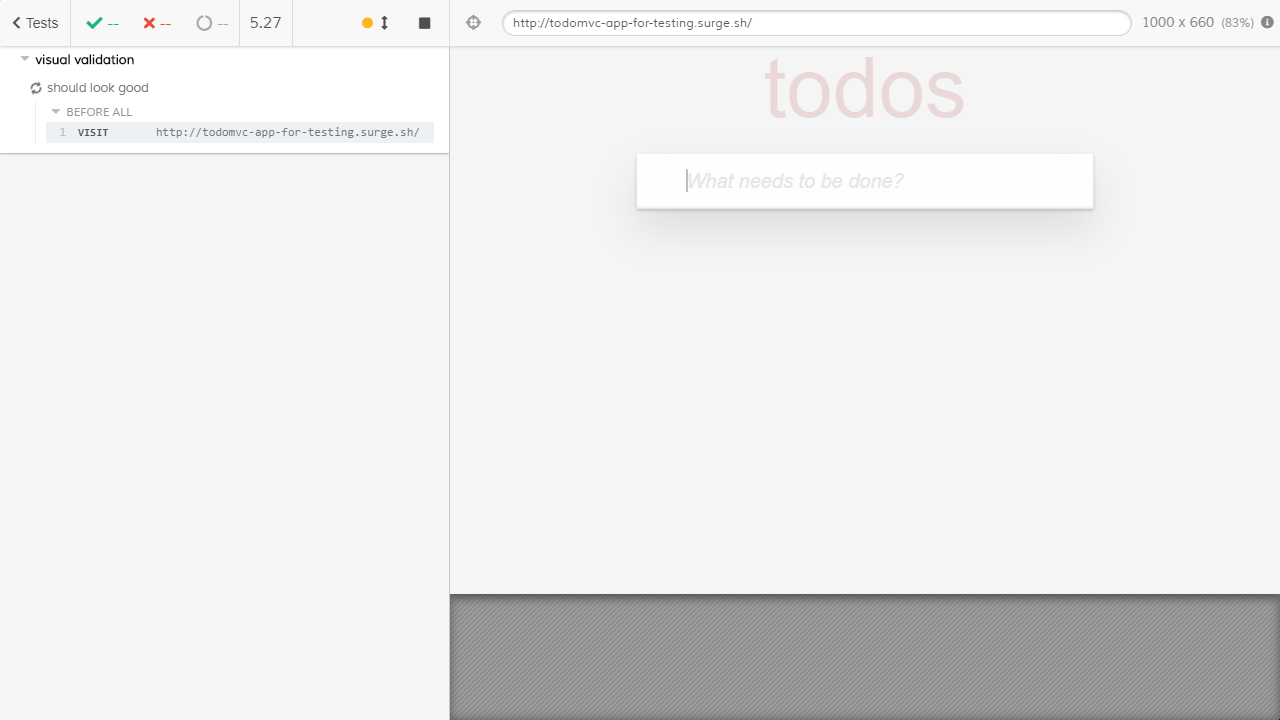 Tests -- -- -- 5.27
visual validation
should look good
BEFORE ALL
1 VISIT http://todomvc-app-for-testing.surge.sh/
http://todomvc-app-for-testing.surge.sh/ 1000 x 660 (83%)
todos
What needs to be done?